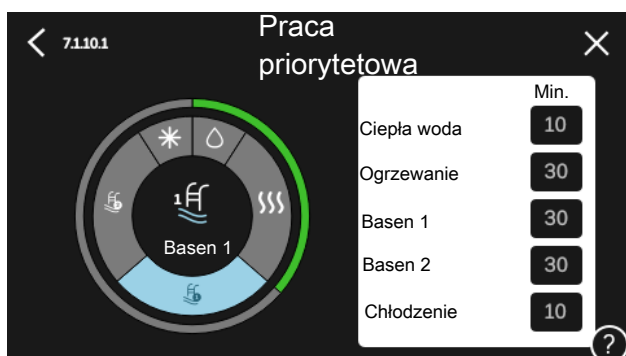 7.1.10.1
Praca
priorytetowa
Min.
Ciepła woda 10
Ogrzewanie 30
Basen 1 30
Basen 2 30
Chłodzenie 10
1
Basen 1
?